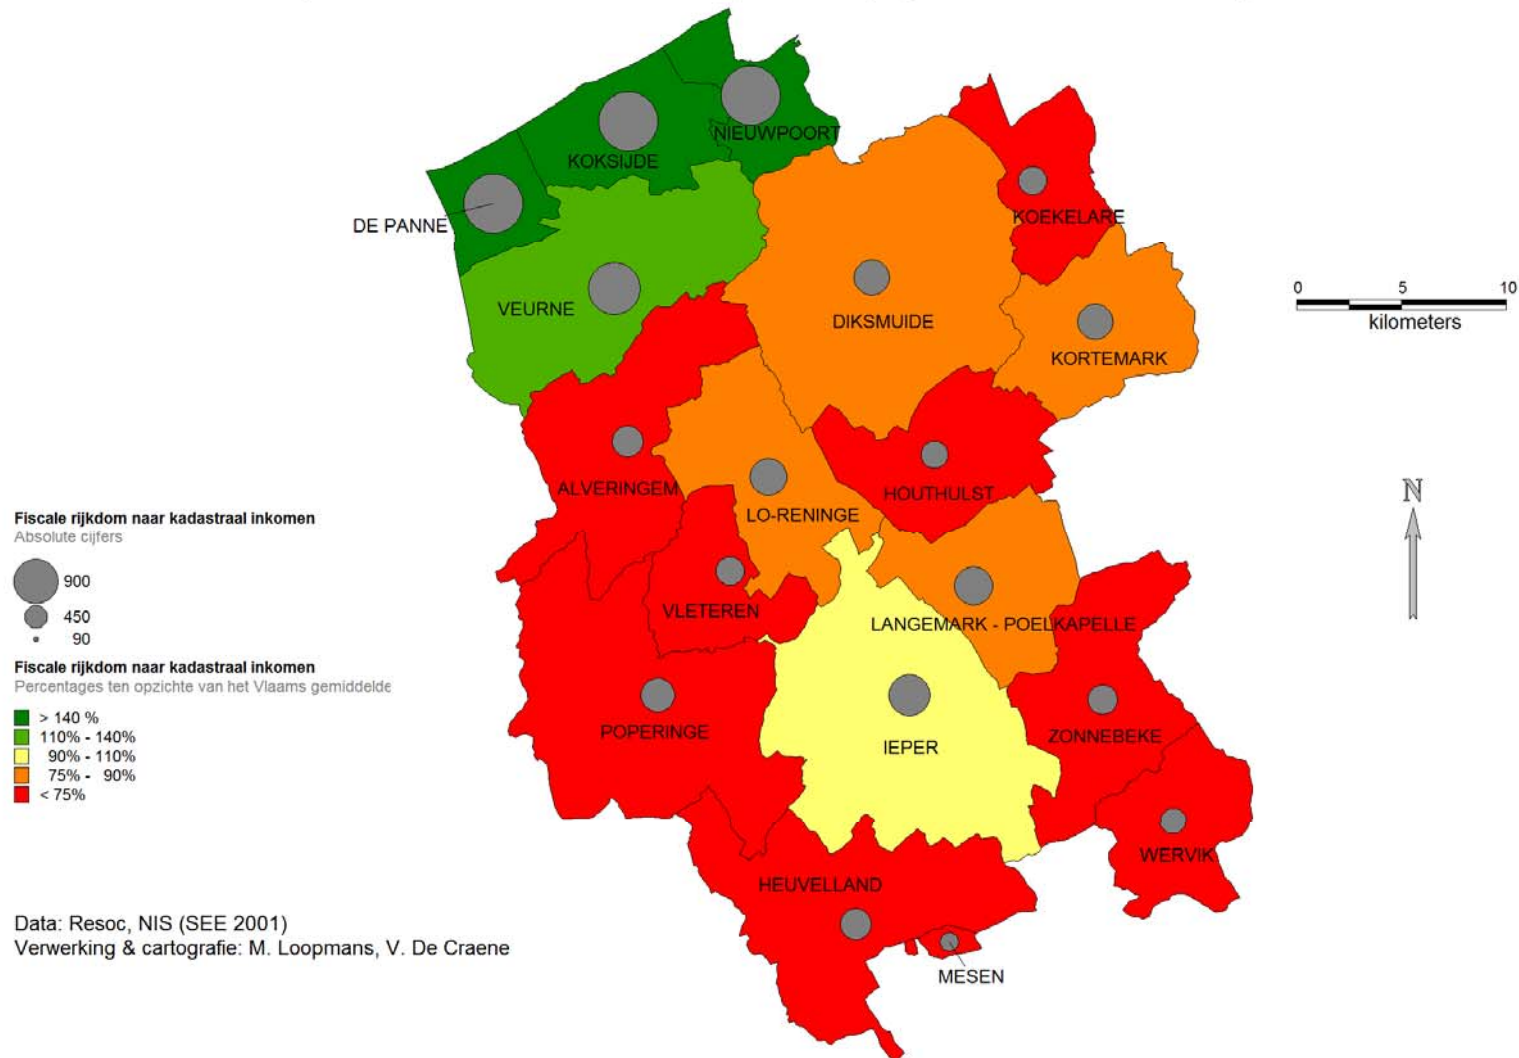 NIEUWPOORT
KOKSIJDE
DE PANNE
KOEKELARE
VEURNE
DIKSMUIDE
KORTEMARK
0 5 10
kilometers
ALVERINGEM
HOUTHULST
LO-RENINGE
N
VLETEREN
LANGEMARK - POELKAPELLE
POPERINGE
IEPER
ZONNEBEKE
WERVIK
HEUVELLAND
MESEN
Fiscale rijkdom naar kadastraal inkomen
Absolute cijfers
900
450
90
Fiscale rijkdom naar kadastraal inkomen
Percentages ten opzichte van het Vlaams gemiddelde
> 140 %
110% - 140%
90% - 110%
75% - 90%
< 75%
Data: Resoc, NIS (SEE 2001)
Verwerking & cartografie: M. Loopmans, V. De Craene